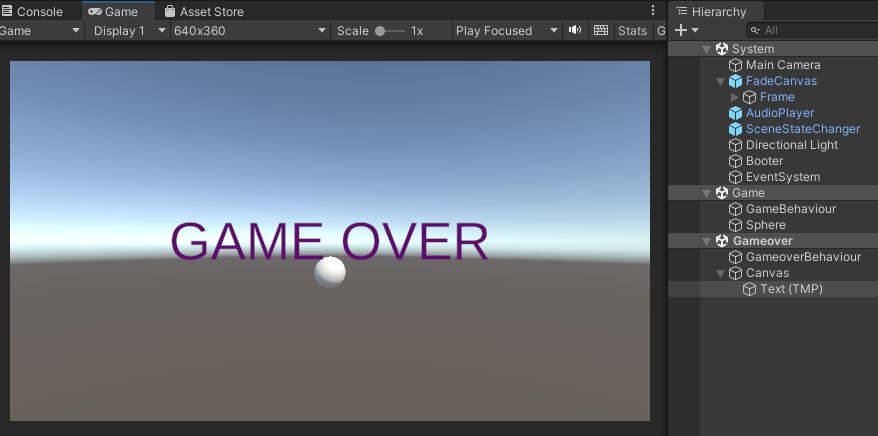 Console Game Asset Store
Game Display 1 640x360 Scale 1x Play Focused Stats G
GAME OVER
Hierarchy
All
System
Main Camera
FadeCanvas
Frame
AudioPlayer
SceneStateChanger
Directional Light
Booter
EventSystem
Game
GameBehaviour
Sphere
Gameover
GameoverBehaviour
Canvas
Text (TMP)